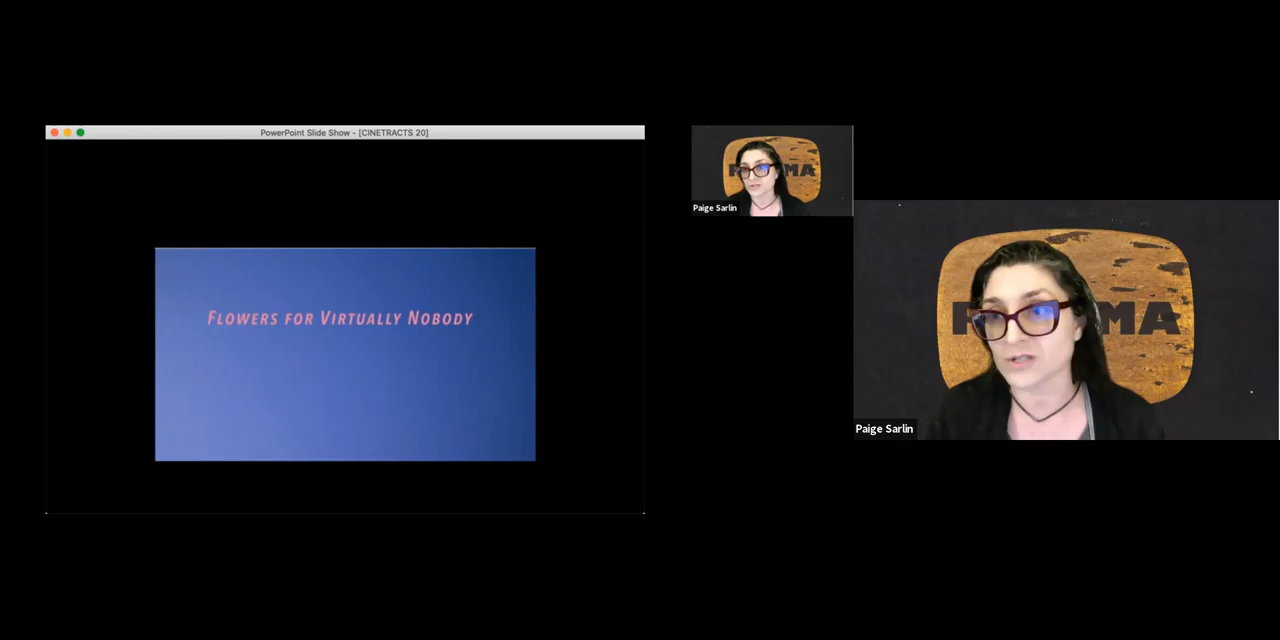 PowerPoint Slide Show - [CINETRACTS 20]
FLOWERS FOR VIRTUALLY NOBODY
Paige Sarlin
Paige Sarlin